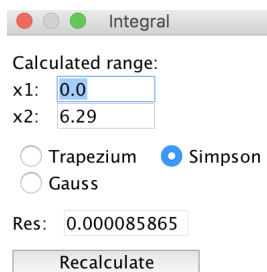 Integral
Calculated range:
x1: 0.0
x2: 6.29
Trapezium Simpson
Gauss
Res: 0.000085865
Recalculate